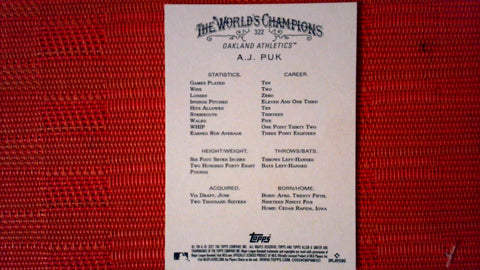 THE WORLD'S CHAMPIONS
322
OAKLAND ATHLETICS™
A.J. PUK
STATISTICS. CAREER.
GAMES PLAYED TEN
WINS TWO
LOSSES ZERO
INNINGS PITCHED ELEVEN AND ONE THIRD
HITS ALLOWED TEN
STRIKEOUTS THIRTEEN
WALKS FIVE
WHIP ONE POINT THIRTY TWO
EARNED RUN AVERAGE THREE POINT EIGHTEEN
HEIGHT/WEIGHT. THROWS/BATS.
SIX FOOT SEVEN INCHES THROWS LEFT-HANDED
TWO HUNDRED FORTY EIGHT BATS LEFT-HANDED
POUNDS
ACQUIRED. BORN/HOME.
VIA DRAFT, JUNE BORN: APRIL TWENTY FIFTH,
TWO THOUSAND SIXTEEN NINETEEN NINETY FIVE
HOME: CEDAR RAPIDS, IOWA
Topps